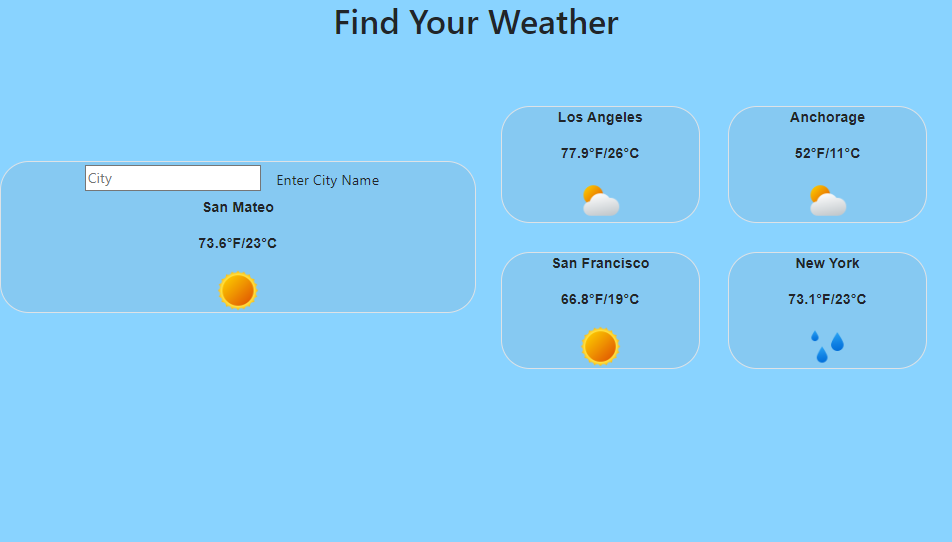 Find Your Weather
City
Enter City Name
San Mateo
73.6°F/23°C
Los Angeles
77.9°F/26°C
Anchorage
52°F/11°C
San Francisco
66.8°F/19°C
New York
73.1°F/23°C